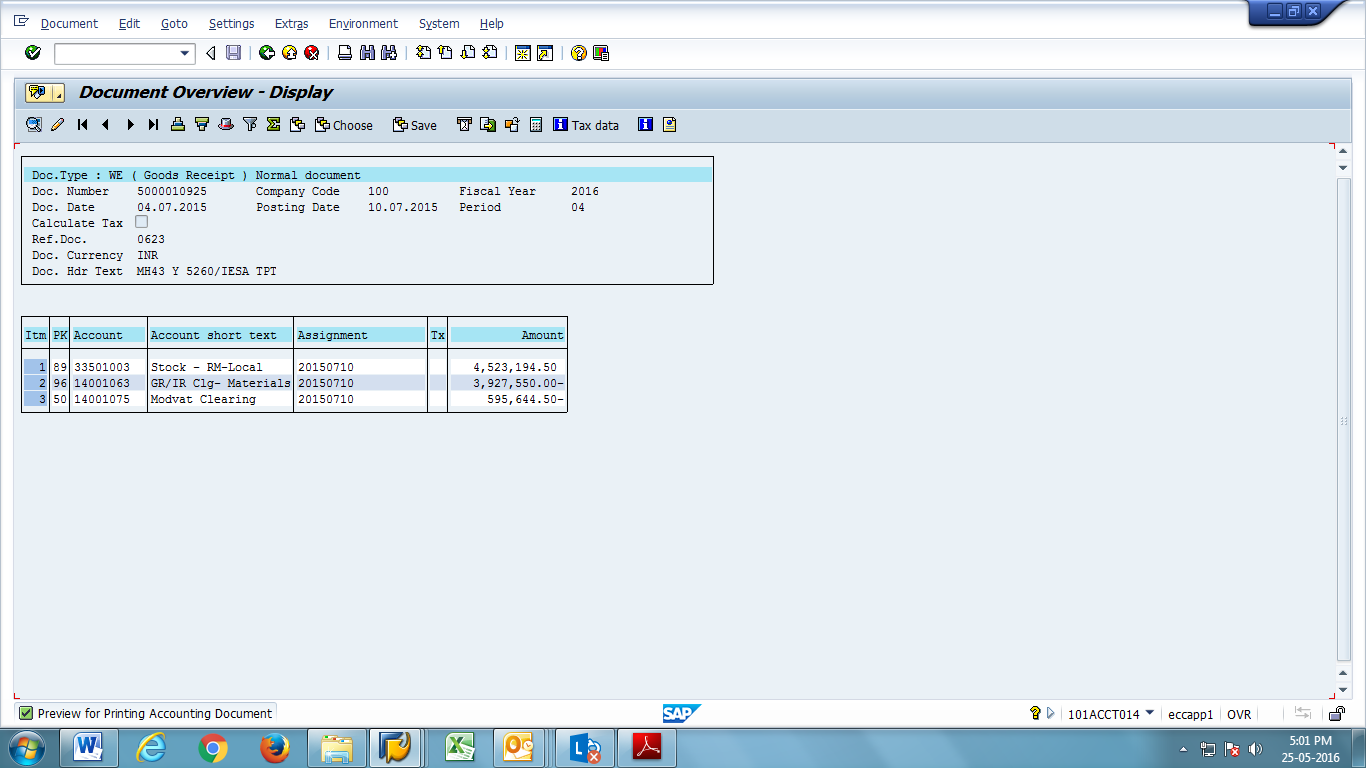 Document Edit Goto Settings Extras Environment System Help
Document Overview - Display
Choose Save Tax data
Doc.Type : WE ( Goods Receipt ) Normal document
Doc. Number 5000010925 Company Code 100 Fiscal Year 2016
Doc. Date 04.07.2015 Posting Date 10.07.2015 Period 04
Calculate Tax
Ref.Doc. 0623
Doc. Currency INR
Doc. Hdr Text MH43 Y 5260/IESA TPT
Itm PK Account Account short text Assignment Tx Amount
1 89 33501003 Stock - RM-Local 20150710 4,523,194.50
2 96 14001063 GR/IR Clg- Materials 20150710 3,927,550.00-
3 50 14001075 Modvat Clearing 20150710 595,644.50-
Preview for Printing Accounting Document SAP 101ACCT014 eccapp1 OVR
5:01 PM
25-05-2016